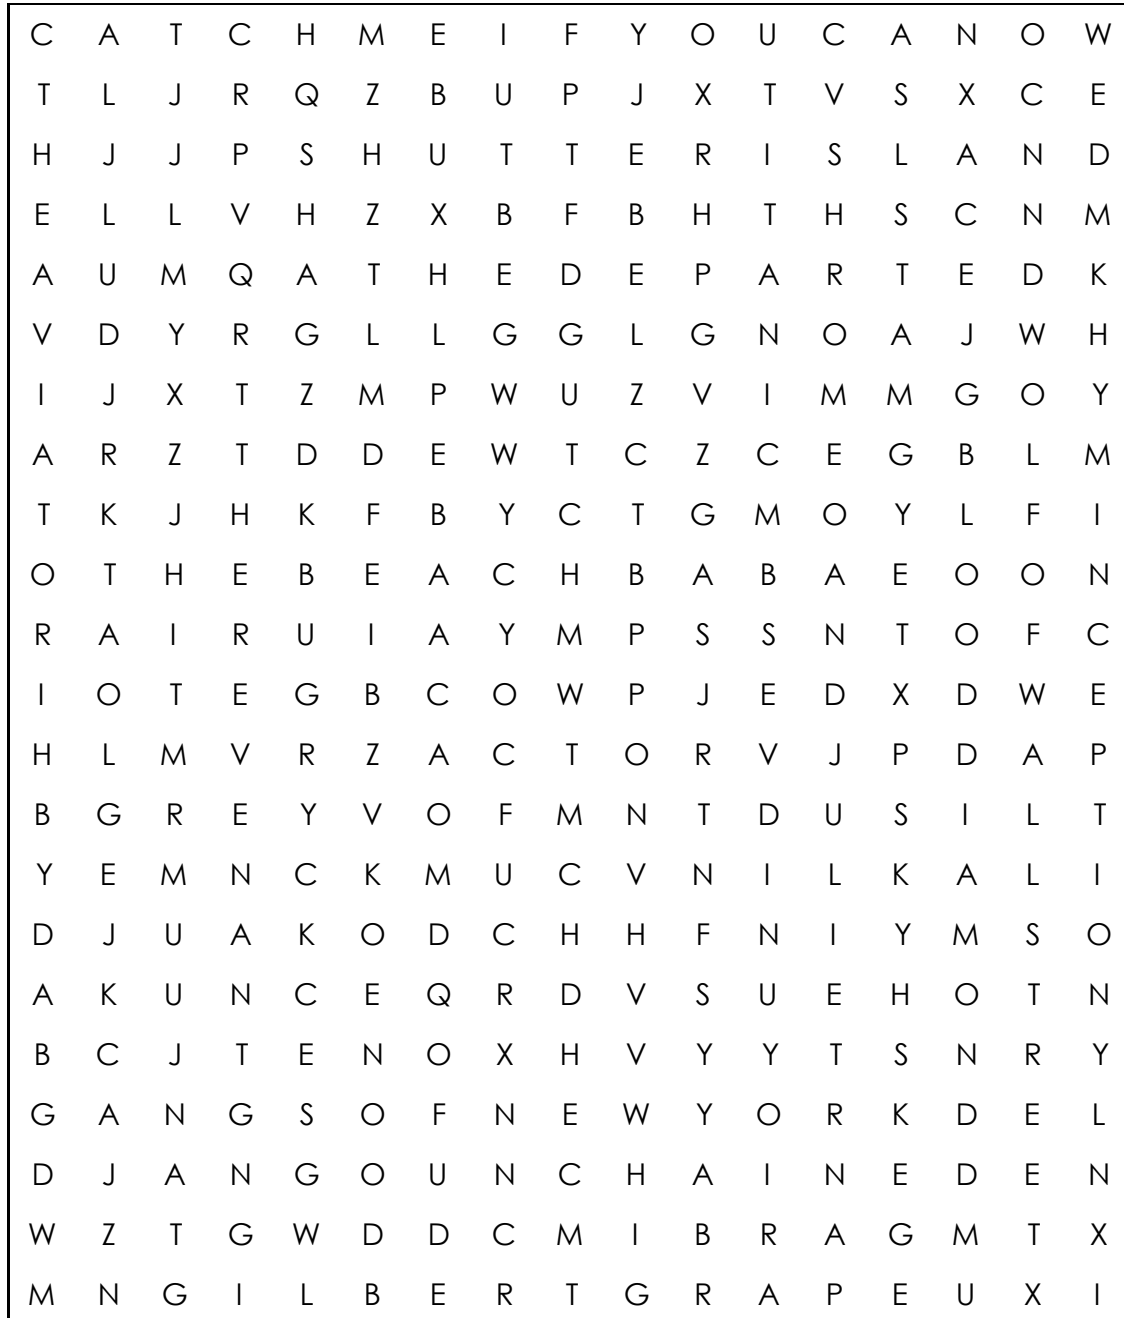 C A T C H M E I F Y O U C A N O W
T L J R Q Z B U P J X T V S X C E
H J J P S H U T T E R I S L A N D
E L L V H Z X B F B H T H S C N M
A U M Q A T H E D E P A R T E D K
V D Y R G L L G G L G N O A J W H
I J X T Z M P W U Z V I M M G O Y
A R Z T D D E W T C Z C E G B L M
T K J H K F B Y C T G M O Y L F I
O T H E B E A C H B A B A E O O N
R A I R U I A Y M P S S N T O F C
I O T E G B C O W P J E D X D W E
H L M V R Z A C T O R V J P D A P
B G R E Y V O F M N T D U S I L T
Y E M N C K M U C V N I L K A L I
D J U A K O D C H H F N I Y M S O
A K U N C E Q R D V S U E H O T N
B C J T E N O X H V Y Y T S N R Y
G A N G S O F N E W Y O R K D E L
D J A N G O U N C H A I N E D E N
W Z T G W D D C M I B R A G M T X
M N G I L B E R T G R A P E U X I